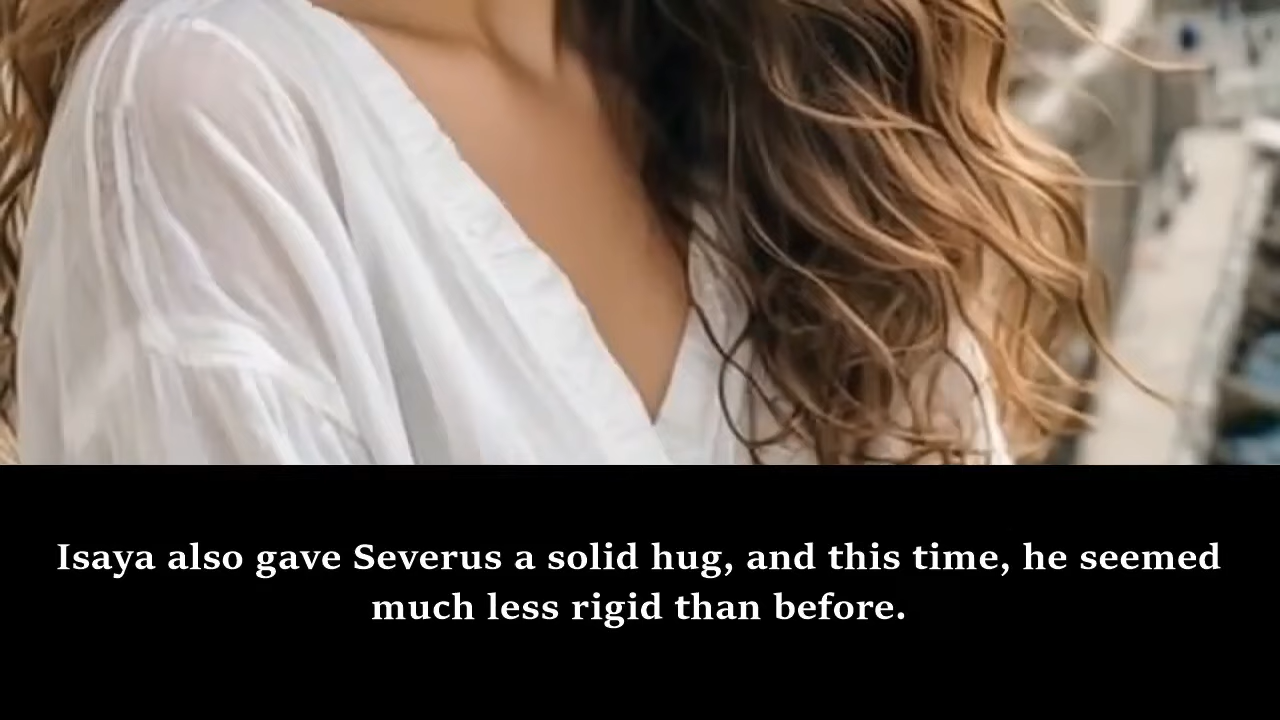 Isaya also gave Severus a solid hug, and this time, he seemed
much less rigid than before.